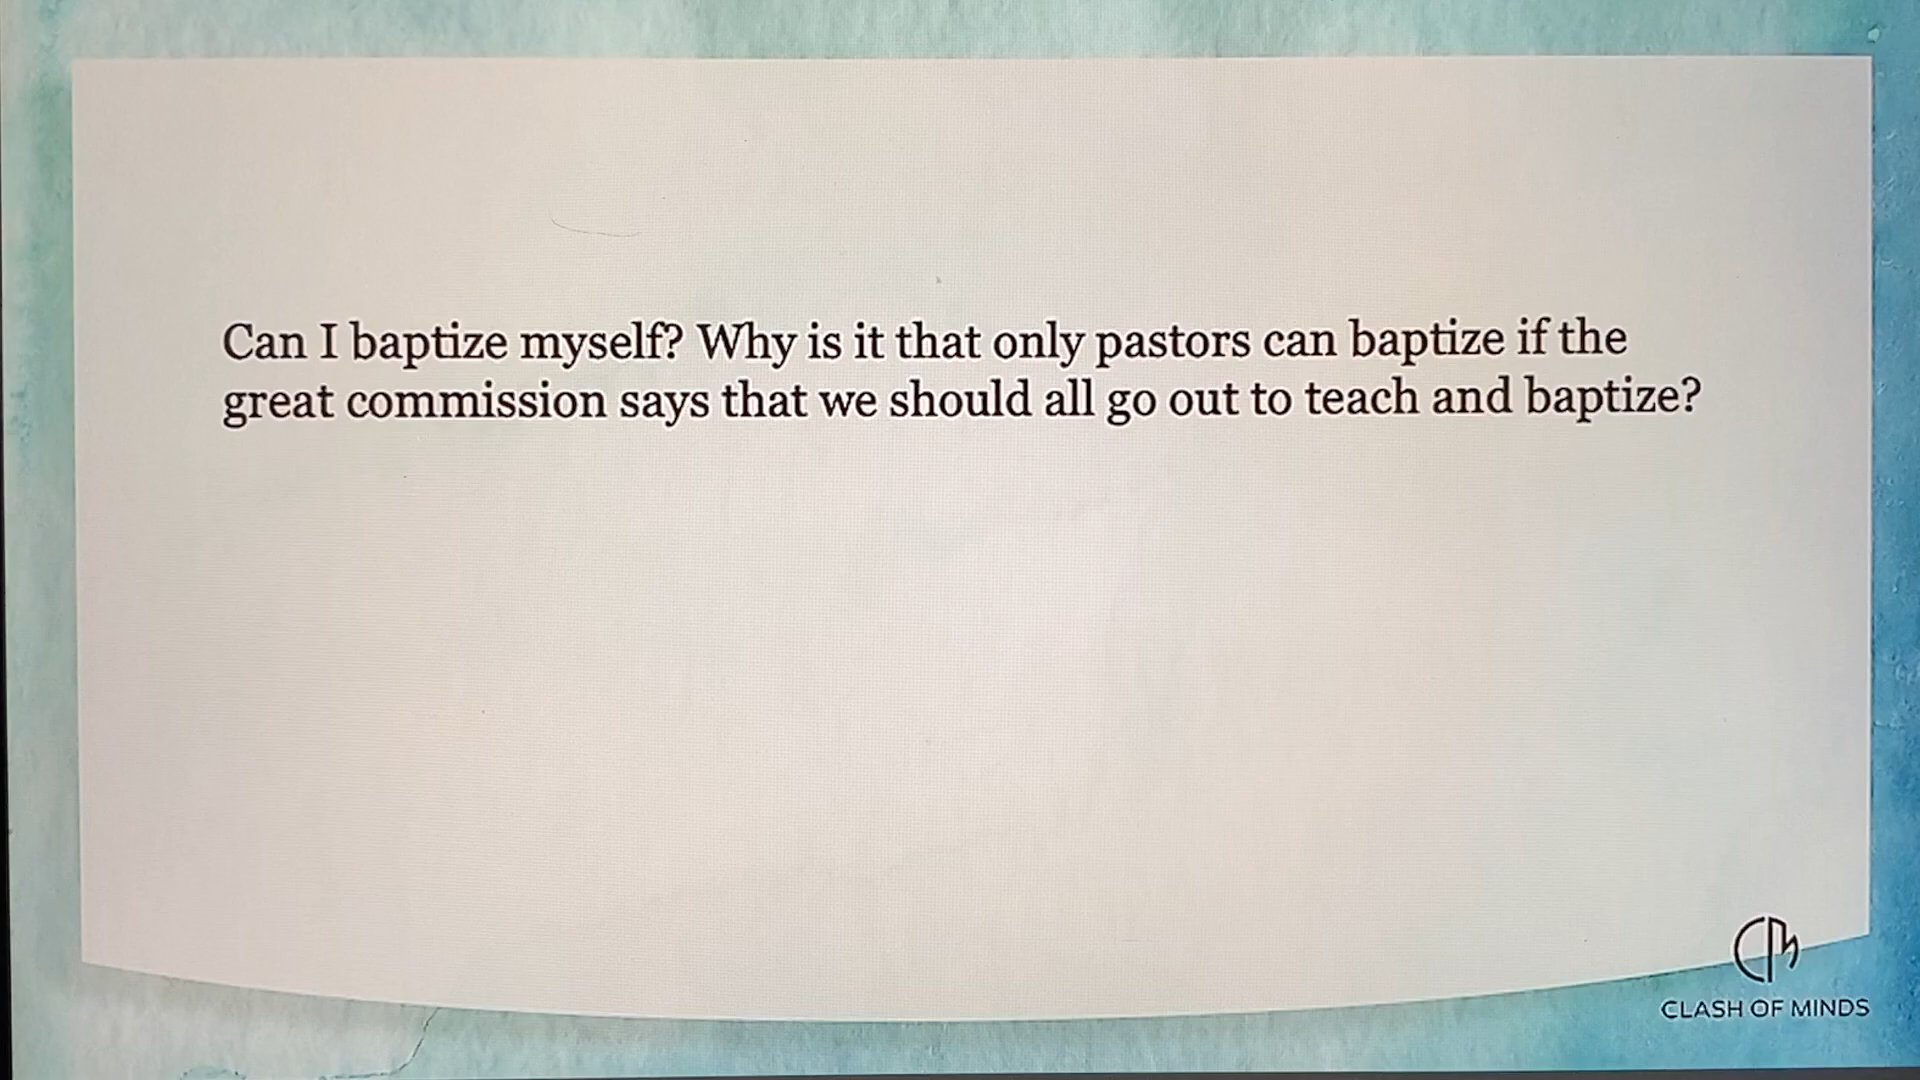 Can I baptize myself? Why is it that only pastors can baptize if the
great commission says that we should all go out to teach and baptize?
CLASH OF MINDS